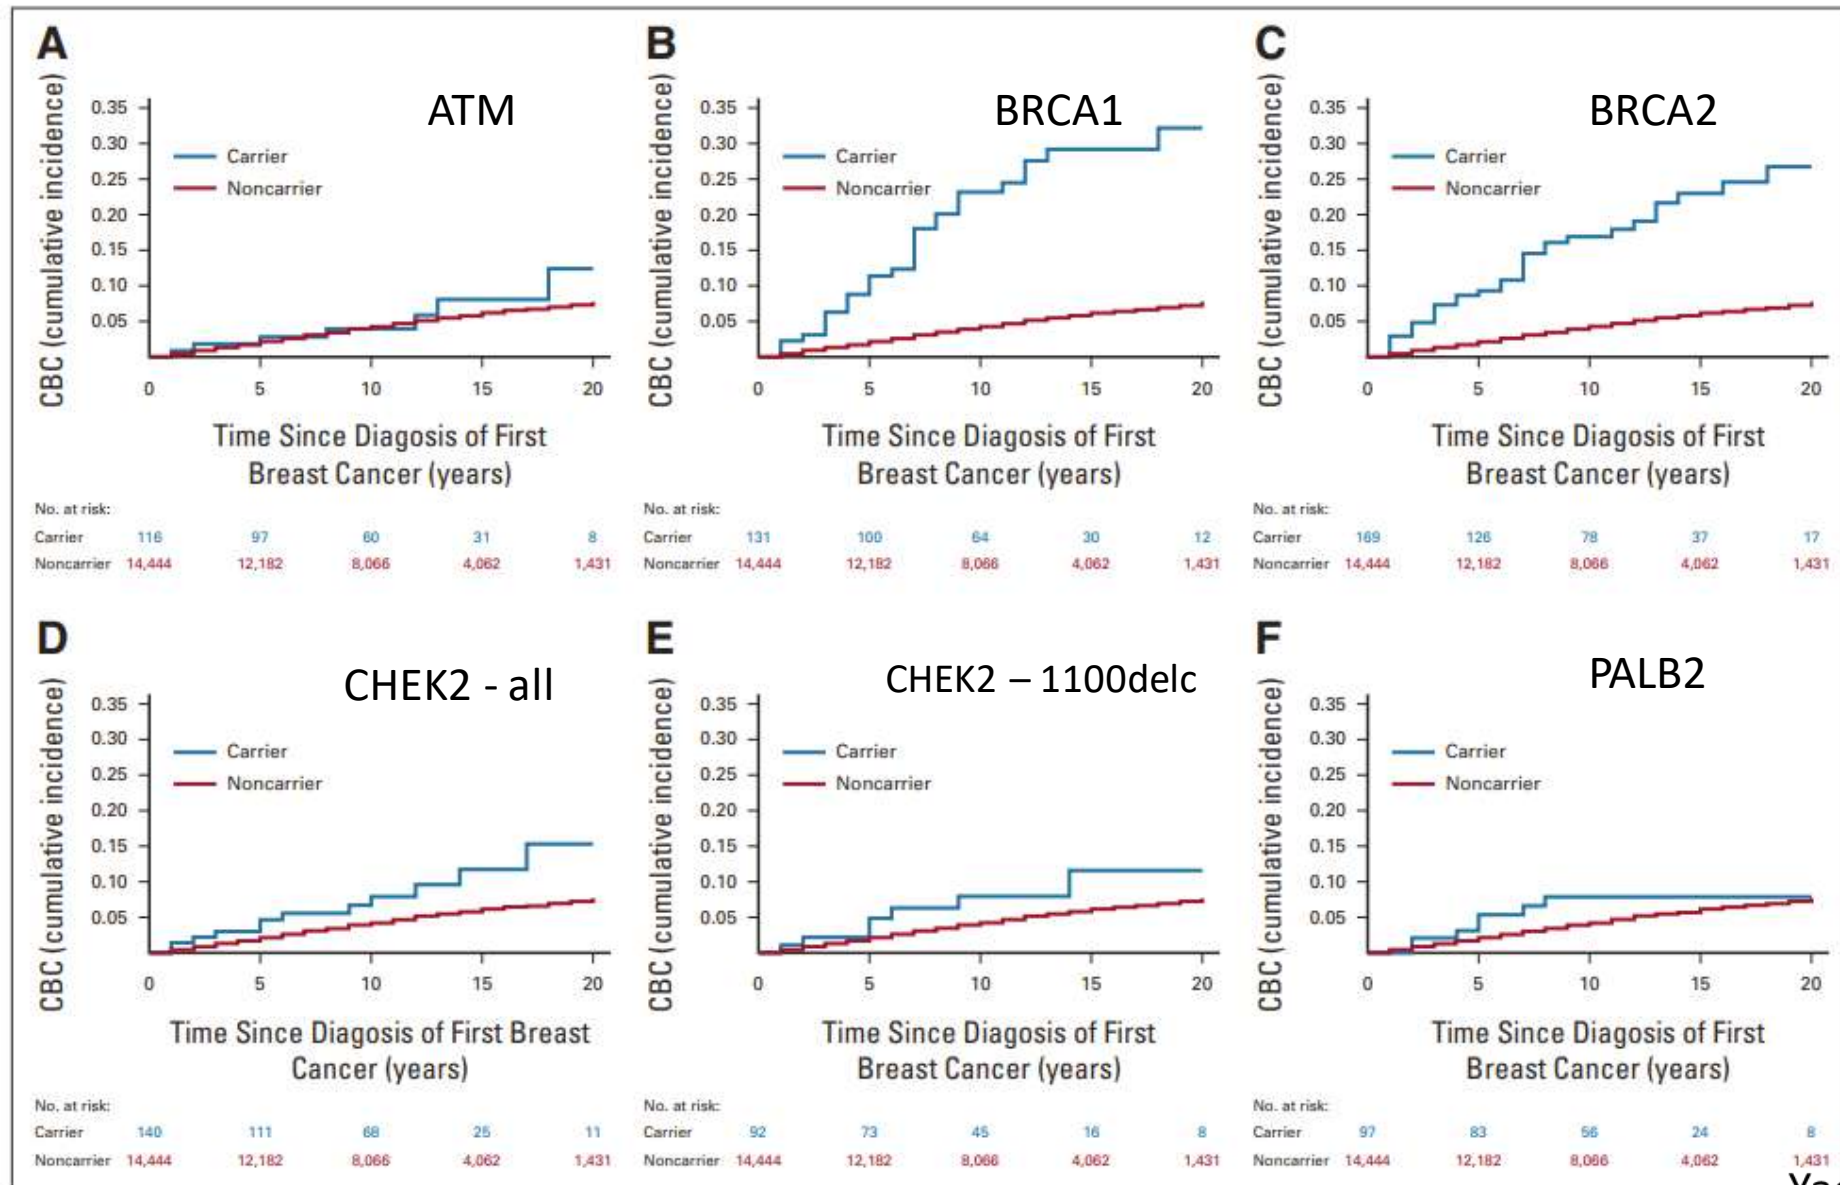 A
ATM
CBC (cumulative incidence)
0.35
0.30
0.25
0.20
0.15
0.10
0.05
Carrier
Noncarrier
0 5 10 15 20
Time Since Diagosis of First
Breast Cancer (years)
No. at risk:
Carrier 116 97 60 31 8
Noncarrier 14,444 12,182 8,066 4,062 1,431
B
BRCA1
CBC (cumulative incidence)
0.35
0.30
0.25
0.20
0.15
0.10
0.05
Carrier
Noncarrier
0 5 10 15 20
Time Since Diagosis of First
Breast Cancer (years)
No. at risk:
Carrier 131 100 64 30 12
Noncarrier 14,444 12,182 8,066 4,062 1,431
C
BRCA2
CBC (cumulative incidence)
0.35
0.30
0.25
0.20
0.15
0.10
0.05
Carrier
Noncarrier
0 5 10 15 20
Time Since Diagosis of First
Breast Cancer (years)
No. at risk:
Carrier 169 126 78 37 17
Noncarrier 14,444 12,182 8,066 4,062 1,431
D
CHEK2 - all
CBC (cumulative incidence)
0.35
0.30
0.25
0.20
0.15
0.10
0.05
Carrier
Noncarrier
0 5 10 15 20
Time Since Diagosis of First Breast
Cancer (years)
No. at risk:
Carrier 140 111 68 25 11
Noncarrier 14,444 12,182 8,066 4,062 1,431
E
CHEK2 – 1100delc
CBC (cumulative incidence)
0.35
0.30
0.25
0.20
0.15
0.10
0.05
Carrier
Noncarrier
0 5 10 15 20
Time Since Diagosis of First
Breast Cancer (years)
No. at risk:
Carrier 92 73 45 16 8
Noncarrier 14,444 12,182 8,066 4,062 1,431
F
PALB2
CBC (cumulative incidence)
0.35
0.30
0.25
0.20
0.15
0.10
0.05
Carrier
Noncarrier
0 5 10 15 20
Time Since Diagosis of First
Breast Cancer (years)
No. at risk:
Carrier 97 83 56 24 8
Noncarrier 14,444 12,182 8,066 4,062 1,431